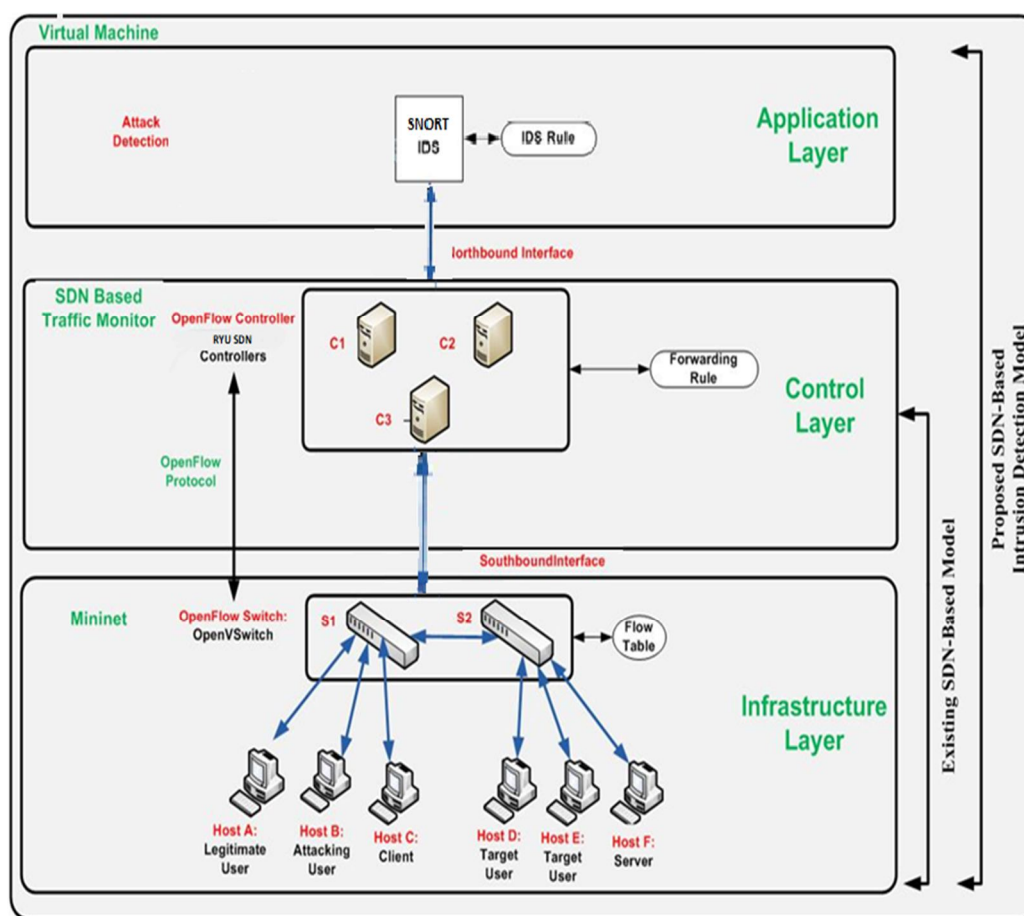 Virtual Machine
Attack
Detection
SNORT
IDS
IDS Rule
Application
Layer
lorthbound Interface
SDN Based
Traffic Monitor
OpenFlow Controller
RYU SDN
Controllers
C1
C2
C3
Forwarding
Rule
Control
Layer
OpenFlow
Protocol
SouthboundInterface
Mininet
OpenFlow Switch:
OpenVSwitch
S1
S2
Flow
Table
Infrastructure
Layer
Host A:
Legitimate
User
Host B:
Attacking
User
Host C:
Client
Host D:
Target
User
Host E:
Target
User
Host F:
Server
Existing SDN-Based Model
Proposed SDN-Based
Intrusion Detection Model